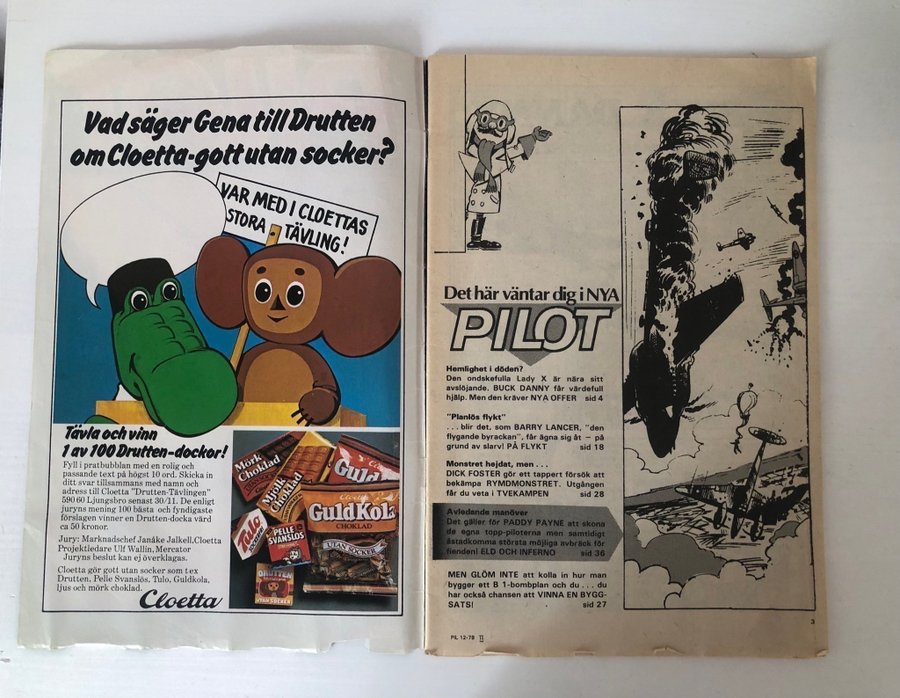 Vad säger Gena till Drutten
om Cloetta-gott utan socker?
VAR MED I CLOETTAS
STORA TÄVLING!
Tävla och vinn
1 av 100 Drutten-dockor!
Fyll i pratbubblan med en rolig och
passande text på högst 10 ord. Skicka in
ditt svar tillsammans med namn och
adress till Cloetta "Drutten-Tävlingen"
590 60 Ljungsbro senast 30/11. De enligt
juryns mening 100 bästa och fyndigaste
förslagen vinner en Drutten-docka värd
ca 50 kronor.
Jury: Marknadschef Janåke Jalkell, Cloetta
Projektledare Ulf Wallin, Mercator
Juryns beslut kan ej överklagas.
Cloetta gör gott utan socker t ex
Drutten, Pelle Svanslös, Tulo, Guldkola,
ljus och mörk choklad.
Cloetta
Mörk
Choklad
Mjölk
Choklad
Guld
Cloetta
GuldKola
CHOKLAD
Tulo
PELLE
SVANSLÖS
UTAN SOCKER
DRUTTEN
UTAN SOCKER
Det här väntar dig i NYA
PILOT
Hemlighet i döden?
Den ondskefulla Lady X är nära sitt
avslöjande. BUCK DANNY får värdefull
hjälp. Men den kräver NYA OFFER sid 4
"Planlös flykt"
. . . blir det, som BARRY LANCER, "den
flygande byrackan", får ägna sig åt — på
grund av slarv! PÅ FLYKT sid 18
Monstret hejdat, men . . .
DICK FOSTER gör ett tappert försök att
bekämpa RYMDMONSTRET. Utgången
får du veta i TVEKAMPEN sid 28
Avledande manöver
Det gäller för PADDY PAYNE att skona
de egna topp-piloterna men samtidigt
åstadkomma största möjliga avbräck för
fienden! ELD OCH INFERNO sid 36
MEN GLÖM INTE att kolla in hur man
bygger ett B 1-bombplan och du . . . du
har också chansen att VINNA EN BYGG-
SATS! sid 27
PIL 12-78
3